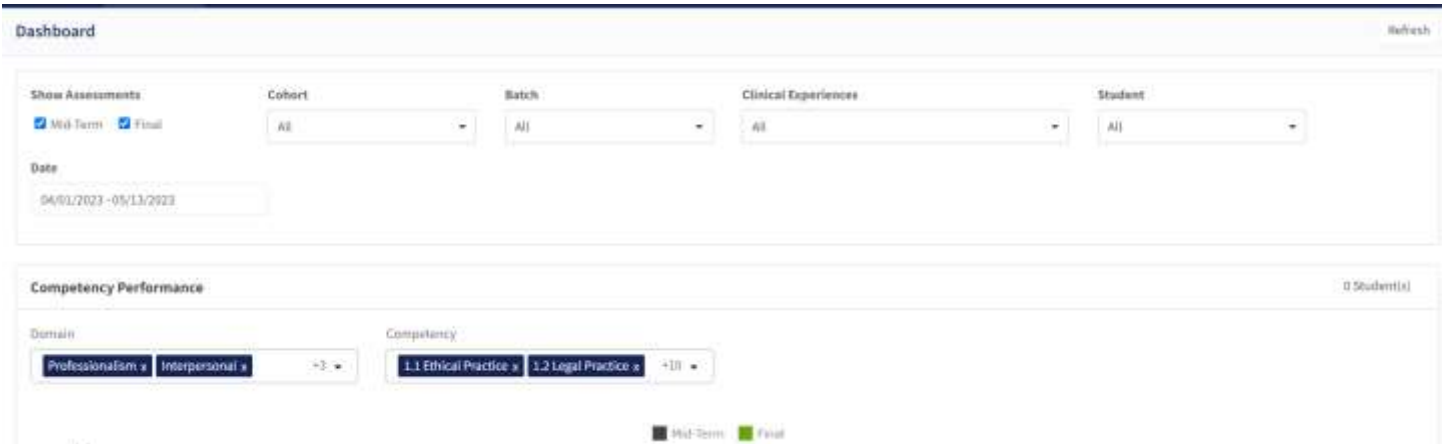 Dashboard Refresh
Show Assessments Cohort Batch Clinical Experiences Student
Mid-Term Final All All All All
Date
04/01/2023 -05/13/2023
Competency Performance 0 Student(s)
Domain Competency
Professionalism x Interpersonal x +3 1.1 Ethical Practice x 1.2 Legal Practice x +10
Mid-Term Final